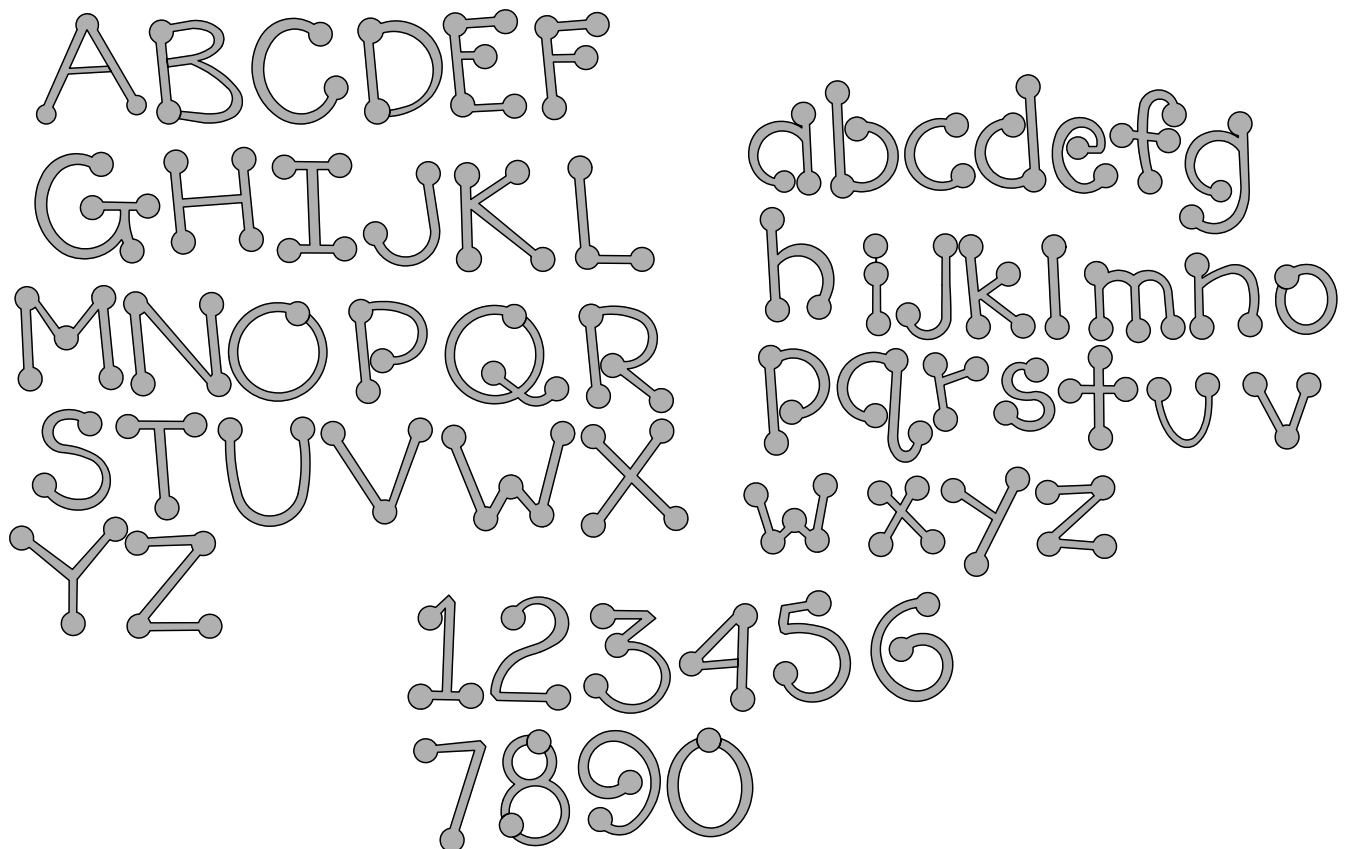 ABCDEF
GHIJKL
MNOPQR
STUVWX
YZ
abcdefg
hijklmno
pqrstuv
wxyz
123456
7890